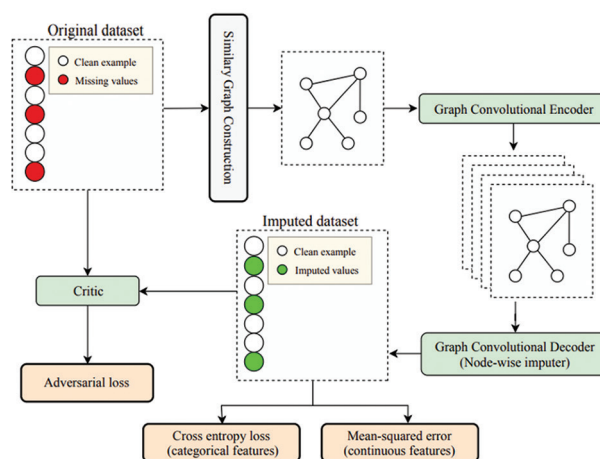 Original dataset
Clean example
Missing values
Similary Graph Construction
Graph Convolutional Encoder
Imputed dataset
Clean example
Imputed values
Critic
Graph Convolutional Decoder
(Node-wise imputer)
Adversarial loss
Cross entropy loss
(categorical features)
Mean-squared error
(continuous features)